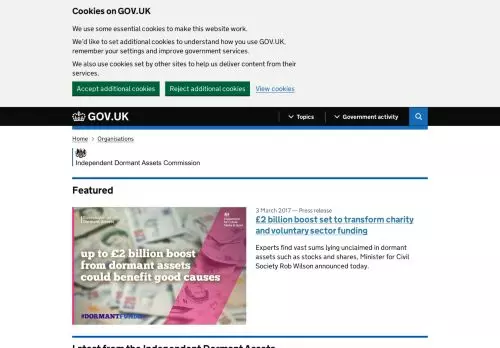 Cookies on GOV.UK
We use some essential cookies to make this website work.
We'd like to set additional cookies to understand how you use GOV.UK,
remember your settings and improve government services.
We also use cookies set by other sites to help us deliver content from their
services.
Accept additional cookies Reject additional cookies View cookies
GOV.UK Topics Government activity
Home Organisations
Independent Dormant Assets Commission
Featured
up to £2 billion boost
from dormant assets
could benefit good causes
#DORMANTFUNDS
3 March 2017 — Press release
£2 billion boost set to transform charity
and voluntary sector funding
Experts find vast sums lying unclaimed in dormant
assets such as stocks and shares, Minister for Civil
Society Rob Wilson announced today.
Latest from the Independent Dormant Assets